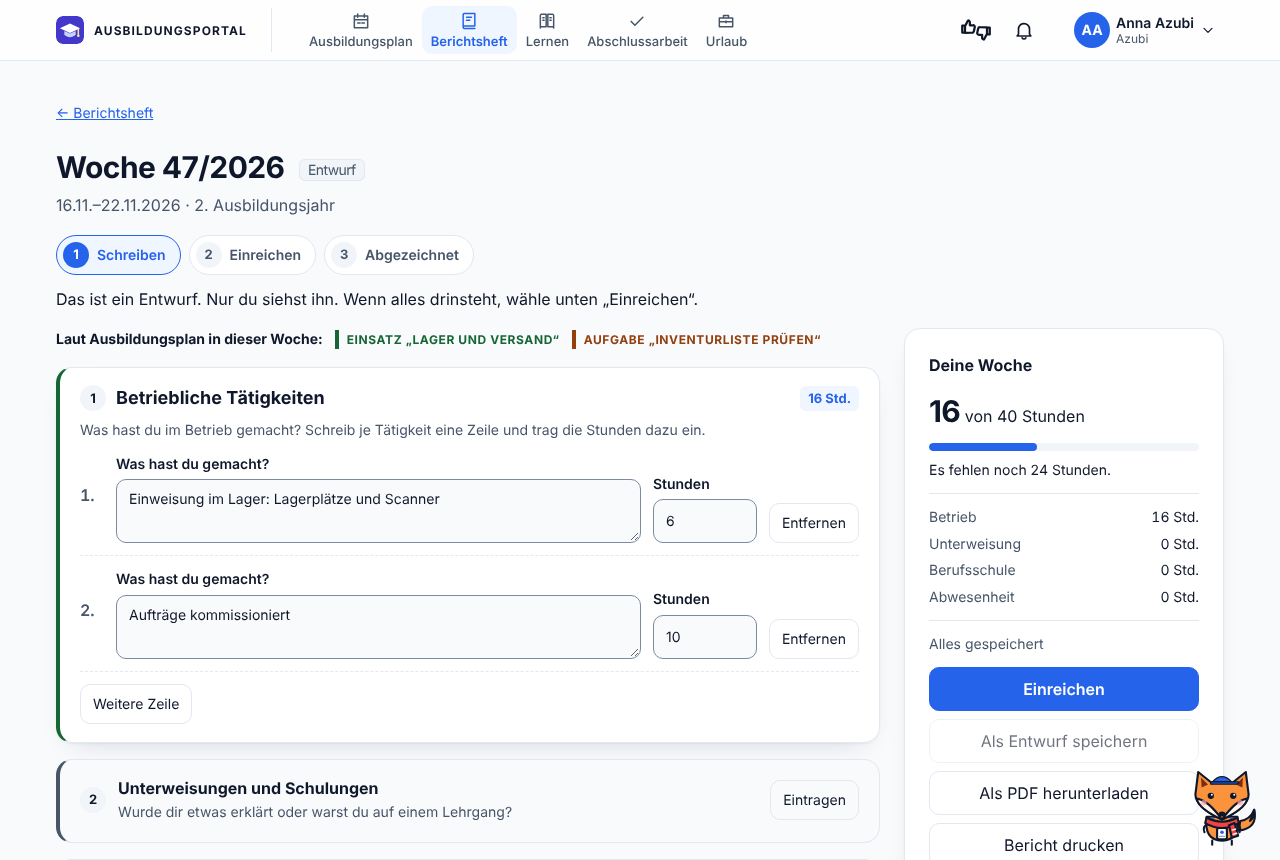 AUSBILDUNGSPORTAL
Ausbildungsplan
Berichtsheft
Lernen
Abschlussarbeit
Urlaub
AA
Anna Azubi
Azubi
← Berichtsheft
Woche 47/2026 Entwurf
16.11.–22.11.2026 · 2. Ausbildungsjahr
1 Schreiben
2 Einreichen
3 Abgezeichnet
Das ist ein Entwurf. Nur du siehst ihn. Wenn alles drinsteht, wähle unten „Einreichen“.
Laut Ausbildungsplan in dieser Woche: EINSATZ „LAGER UND VERSAND“ AUFGABE „INVENTURLISTE PRÜFEN“
1 Betriebliche Tätigkeiten 16 Std.
Was hast du im Betrieb gemacht? Schreib je Tätigkeit eine Zeile und trag die Stunden dazu ein.
Was hast du gemacht?
Stunden
1. Einweisung im Lager: Lagerplätze und Scanner
6
Entfernen
Was hast du gemacht?
Stunden
2. Aufträge kommissioniert
10
Entfernen
Weitere Zeile
2 Unterweisungen und Schulungen
Wurde dir etwas erklärt oder warst du auf einem Lehrgang?
Eintragen
Deine Woche
16 von 40 Stunden
Es fehlen noch 24 Stunden.
Betrieb 16 Std.
Unterweisung 0 Std.
Berufsschule 0 Std.
Abwesenheit 0 Std.
Alles gespeichert
Einreichen
Als Entwurf speichern
Als PDF herunterladen
Bericht drucken